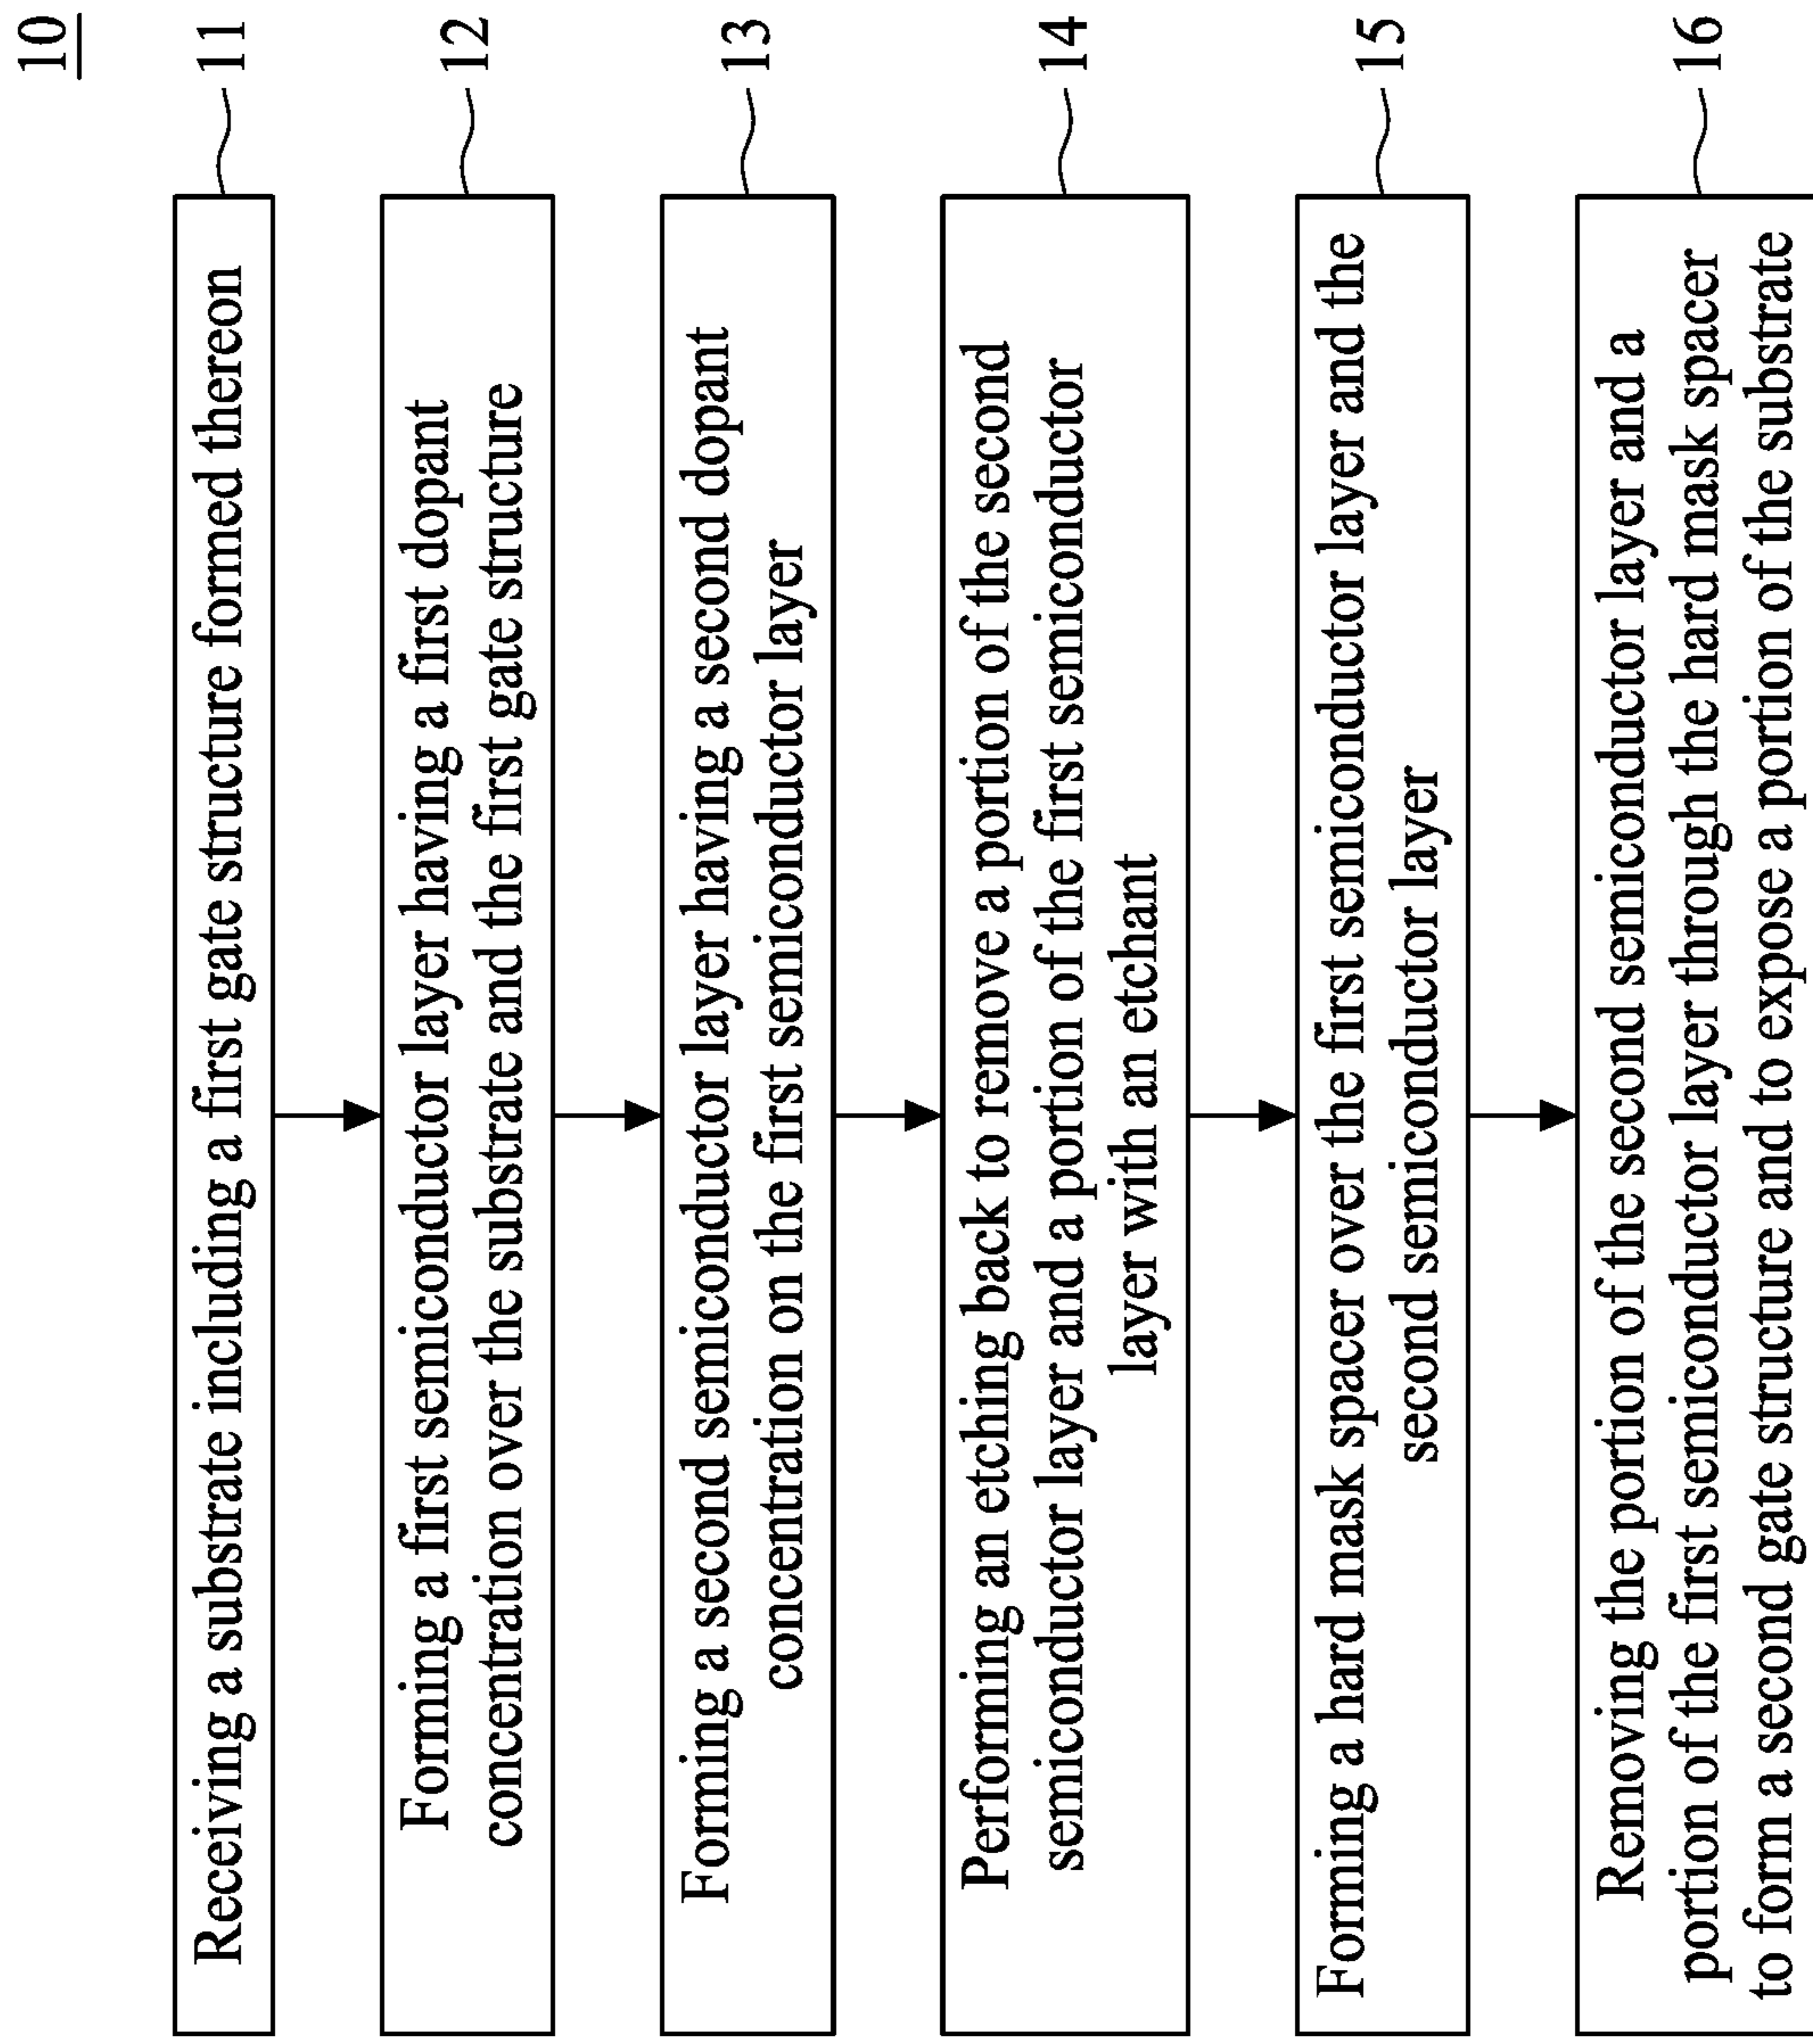 10
Receiving a substrate including a first gate structure formed thereon
11
Forming a first semiconductor layer having a first dopant
concentration over the substrate and the first gate structure
12
Forming a second semiconductor layer having a second dopant
concentration on the first semiconductor layer
13
Performing an etching back to remove a portion of the second
semiconductor layer and a portion of the first semiconductor
layer with an etchant
14
Forming a hard mask spacer over the first semiconductor layer and the
second semiconductor layer
15
Removing the portion of the second semiconductor layer and a
portion of the first semiconductor layer through the hard mask spacer
to form a second gate structure and to expose a portion of the substrate
16